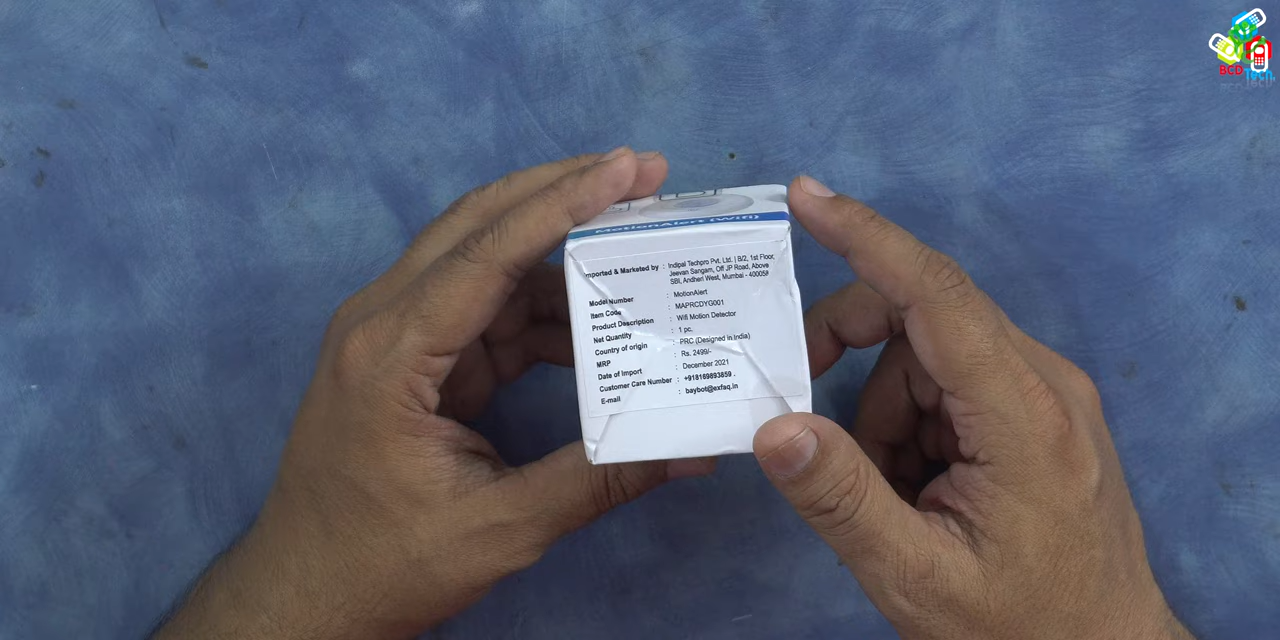 BCD
Tech.
MotionAlert (Wifi)
Imported & Marketed by : Indipal Techpro Pvt. Ltd. | B/2, 1st Floor,
Jeevan Sangam, Off JP Road, Above
SBI, Andheri West, Mumbai - 400058
Model Number : MotionAlert
Item Code : MAPRCDYG001
Product Description : Wifi Motion Detector
Net Quantity : 1 pc.
Country of origin : PRC (Designed in India)
MRP : Rs. 2499/-
Date of Import : December 2021
Customer Care Number : +918169893859 .
E-mail : baybot@exfaq.in